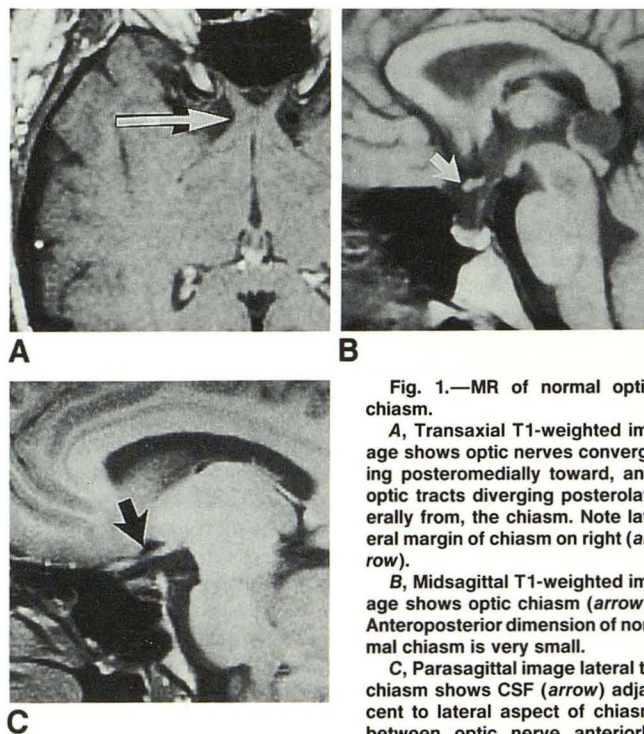 A
B
C
Fig. 1.—MR of normal opti
chiasm.
A, Transaxial T1-weighted im
age shows optic nerves converg
ing posteromedially toward, an
optic tracts diverging posterola
erally from, the chiasm. Note la
eral margin of chiasm on right (a
row).
B, Midsagittal T1-weighted im
age shows optic chiasm (arrow
Anteroposterior dimension of nor
mal chiasm is very small.
C, Parasagittal image lateral t
chiasm shows CSF (arrow) adja
cent to lateral aspect of chiasm
between optic nerve anteriorl